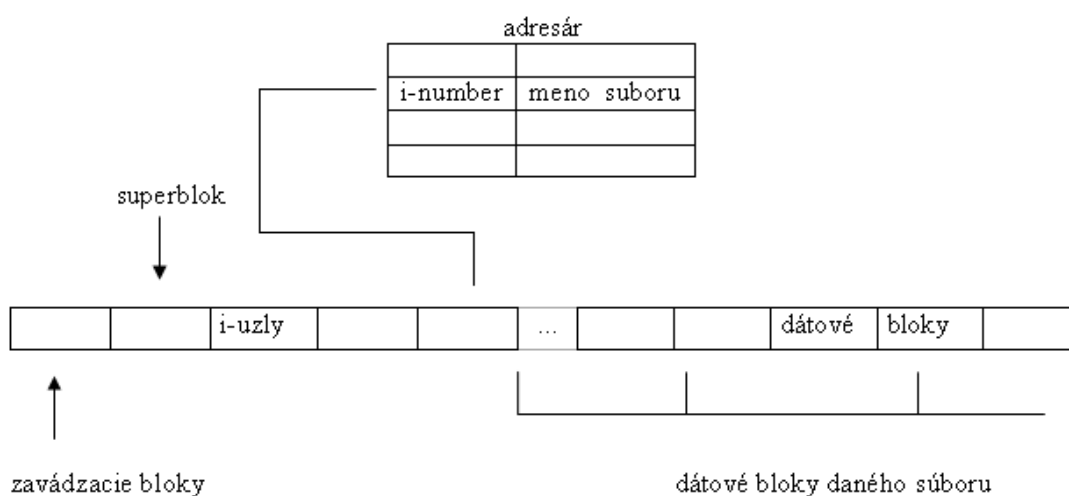 adresár
i-number meno suboru
superblok
i-uzly ... dátové bloky
zavádzacie bloky dátové bloky daného súboru